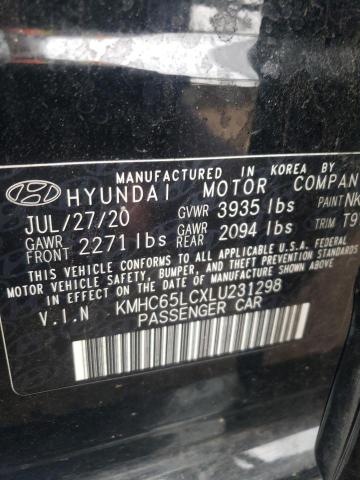 MANUFACTURED IN KOREA BY
HYUNDAI MOTOR COMPAN
JUL/27/20 GVWR 3935 lbs PAINT NK
GAWR FRONT 2271 lbs GAWR REAR 2094 lbs TRIM T9
THIS VEHICLE CONFORMS TO ALL APPLICABLE U.S.A. FEDERAL
MOTOR VEHICLE SAFETY, BUMPER, AND THEFT PREVENTION STANDARDS
IN EFFECT ON THE DATE OF MANUFACTURE SHOWN ABOVE.
V.I.N KMHC65LCXLU231298
PASSENGER CAR